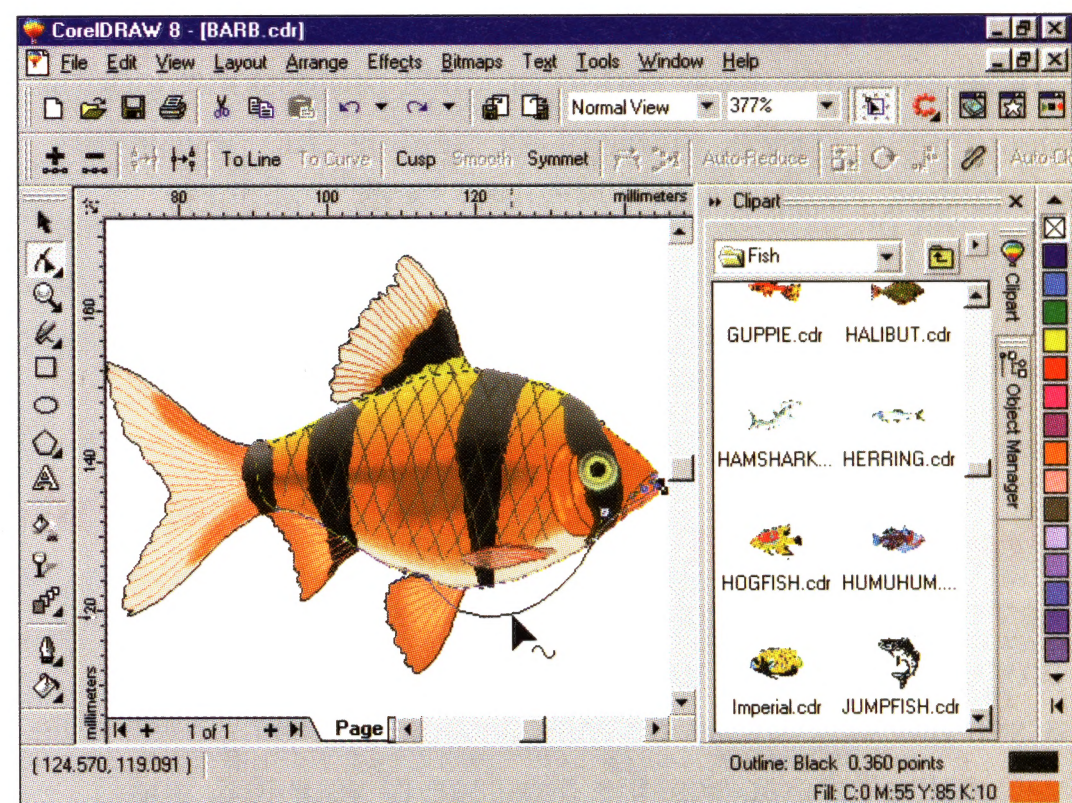 CorelDRAW 8 - [BARB.cdr]
File Edit View Layout Arrange Effects Bitmaps Text Tools Window Help
Normal View 377%
To Line To Curve Cusp Smooth Symmet Auto-Reduce
80 100 120 millimeters
Clipart
Fish
Clipart
Object Manager
160
140
120
millimeters
GUPPIE.cdr HALIBUT.cdr
HAMSHARK... HERRING.cdr
HOGFISH.cdr HUMUHUM....
Imperial.cdr JUMPFISH.cdr
1 of 1 Page
(124.570, 119.091) Outline: Black 0.360 points
Fill: C:0 M:55 Y:85 K:10